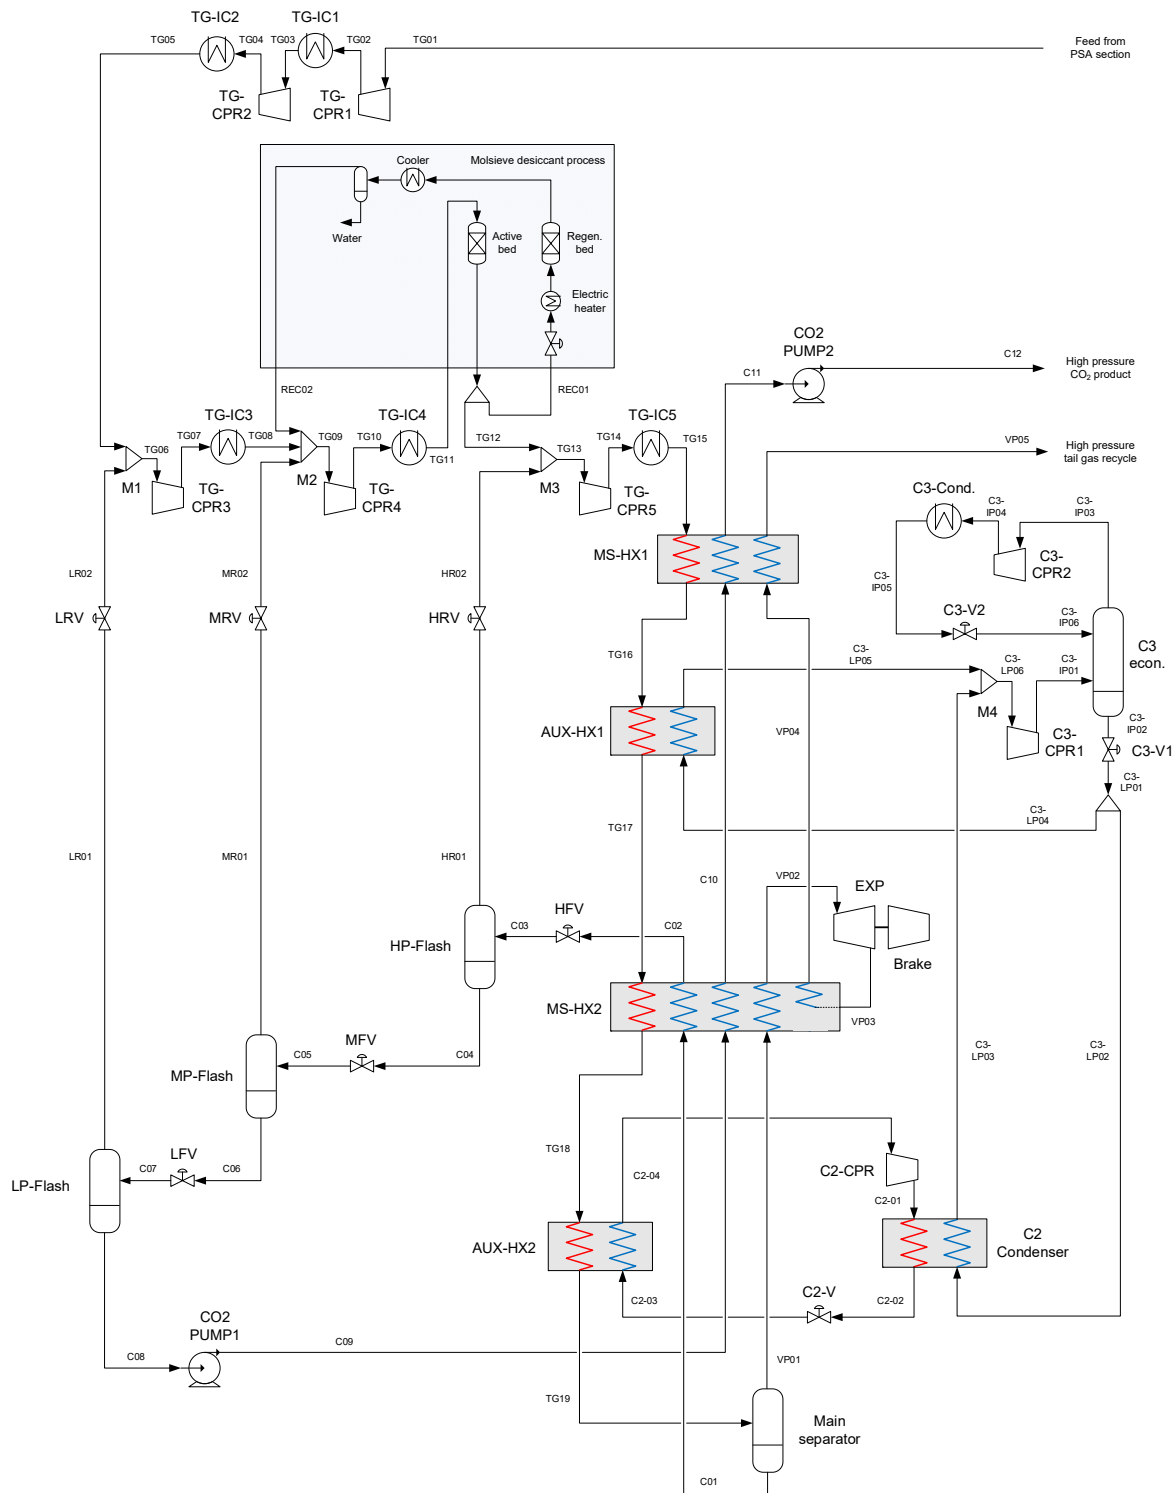 TG-IC2
TG-IC1
TG05
TG04
TG03
TG02
TG01
Feed from
PSA section
TG-
CPR2
TG-
CPR1
Cooler
Molsieve desiccant process
Water
Active
bed
Regen.
bed
Electric
heater
CO2
PUMP2
C11
C12
High pressure
CO₂ product
REC02
REC01
TG-IC3
TG-IC4
TG-IC5
TG06
TG07
TG08
TG09
TG10
TG11
TG12
TG13
TG14
TG15
VP05
High pressure
tail gas recycle
M1
TG-
CPR3
M2
TG-
CPR4
M3
TG-
CPR5
C3-Cond.
C3-
IP04
C3-
IP03
C3-
CPR2
MS-HX1
LR02
MR02
HR02
C3-
IP05
LRV
MRV
HRV
C3-V2
C3-
IP06
C3
econ.
TG16
C3-
LP05
C3-
LP06
C3-
IP01
AUX-HX1
VP04
M4
C3-
CPR1
C3-
IP02
C3-V1
C3-
LP01
TG17
C3-
LP04
LR01
MR01
HR01
C10
VP02
EXP
HP-Flash
C03
HFV
C02
Brake
MS-HX2
VP03
MP-Flash
C05
MFV
C04
C3-
LP03
C3-
LP02
LP-Flash
C07
LFV
C06
TG18
C2-04
C2-CPR
C2-01
AUX-HX2
C2
Condenser
C2-03
C2-V
C2-02
CO2
PUMP1
C08
C09
VP01
TG19
Main
separator
C01